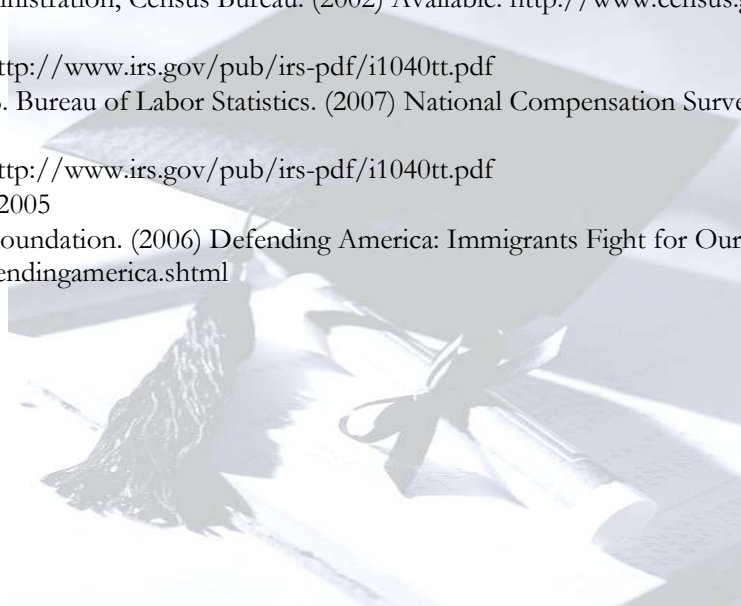 nistration, Census Bureau. (2002) Available: http://www.census.g
ttp://www.irs.gov/pub/irs-pdf/i1040tt.pdf
. Bureau of Labor Statistics. (2007) National Compensation Surve
ttp://www.irs.gov/pub/irs-pdf/i1040tt.pdf
2005
oundation. (2006) Defending America: Immigrants Fight for Our
endingamerica.shtml